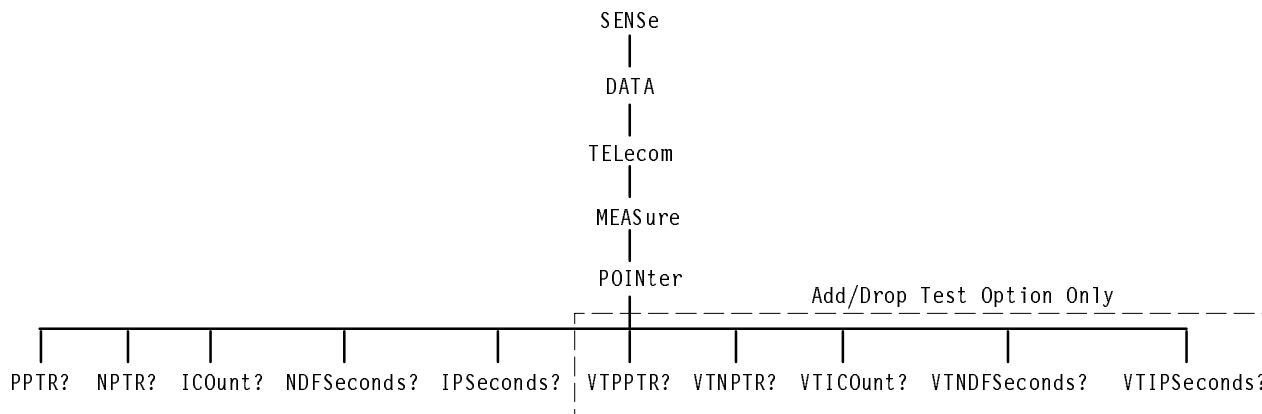 SENSe
DATA
TELecom
MEASure
POINter
Add/Drop Test Option Only
PPTR? NPTR? ICOunt? NDFSeconds? IPSeconds? VTPPTR? VTNPTR? VTICOunt? VTNDFSeconds? VTIPSeconds?